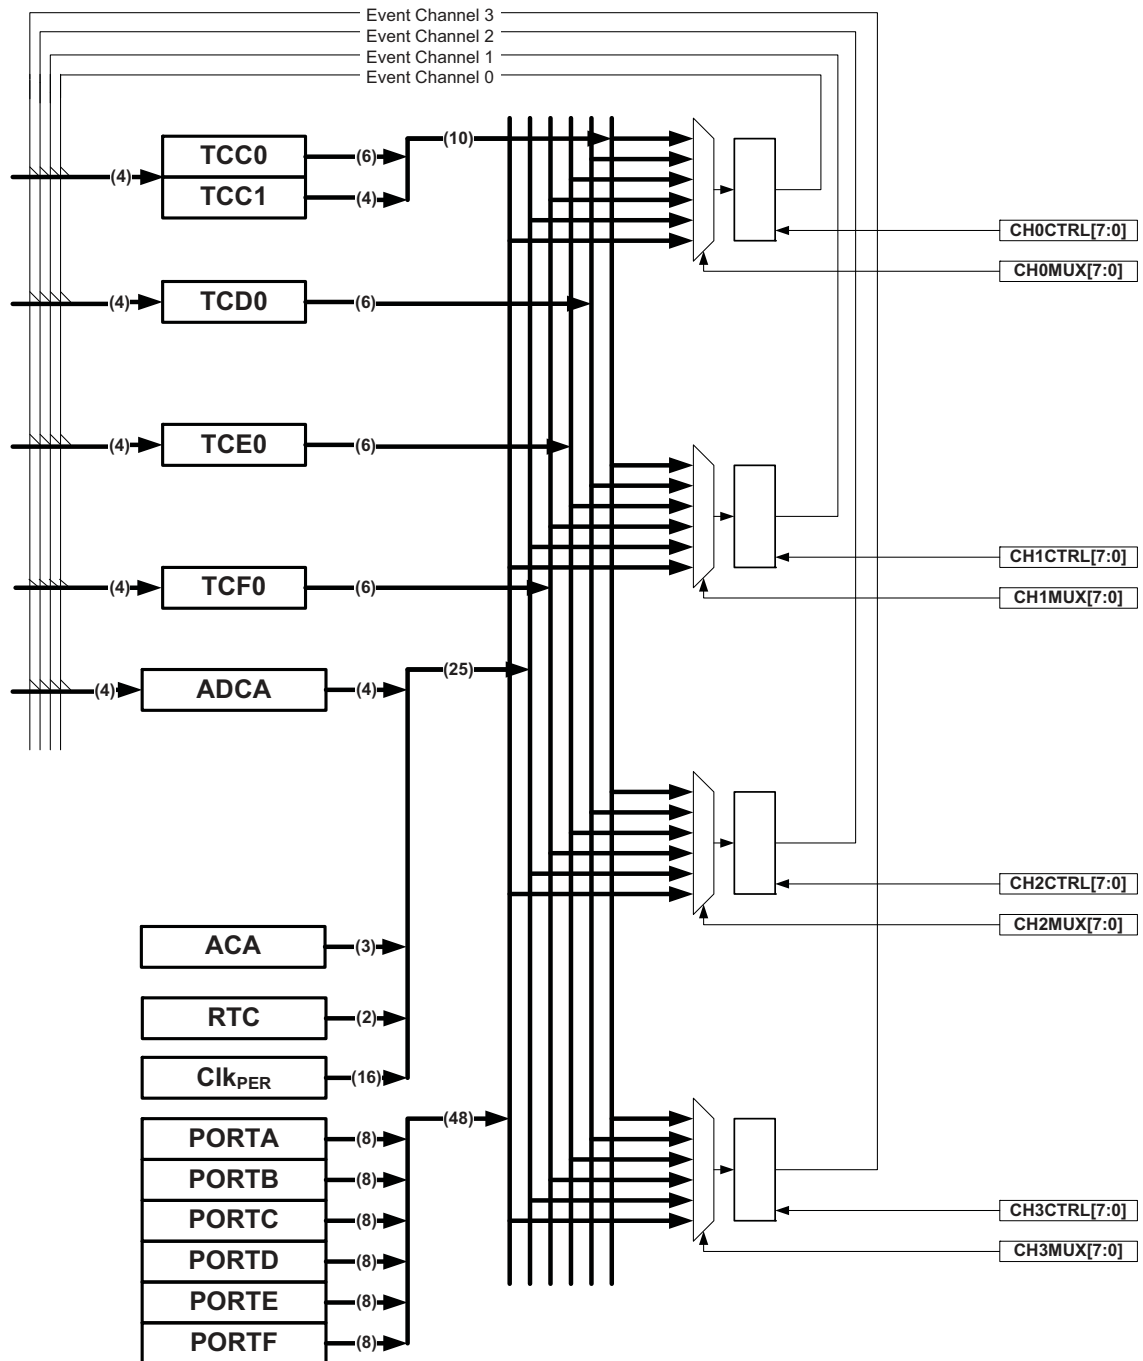 Event Channel 3
Event Channel 2
Event Channel 1
Event Channel 0
(10)
TCC0
(6)
(4)
TCC1
(4)
CH0CTRL[7:0]
CH0MUX[7:0]
(4)
TCD0
(6)
(4)
TCE0
(6)
CH1CTRL[7:0]
(4)
TCF0
(6)
CH1MUX[7:0]
(25)
(4)
ADCA
(4)
CH2CTRL[7:0]
CH2MUX[7:0]
ACA
(3)
RTC
(2)
ClkPER
(16)
(48)
PORTA
(8)
PORTB
(8)
PORTC
(8)
CH3CTRL[7:0]
PORTD
(8)
CH3MUX[7:0]
PORTE
(8)
PORTF
(8)